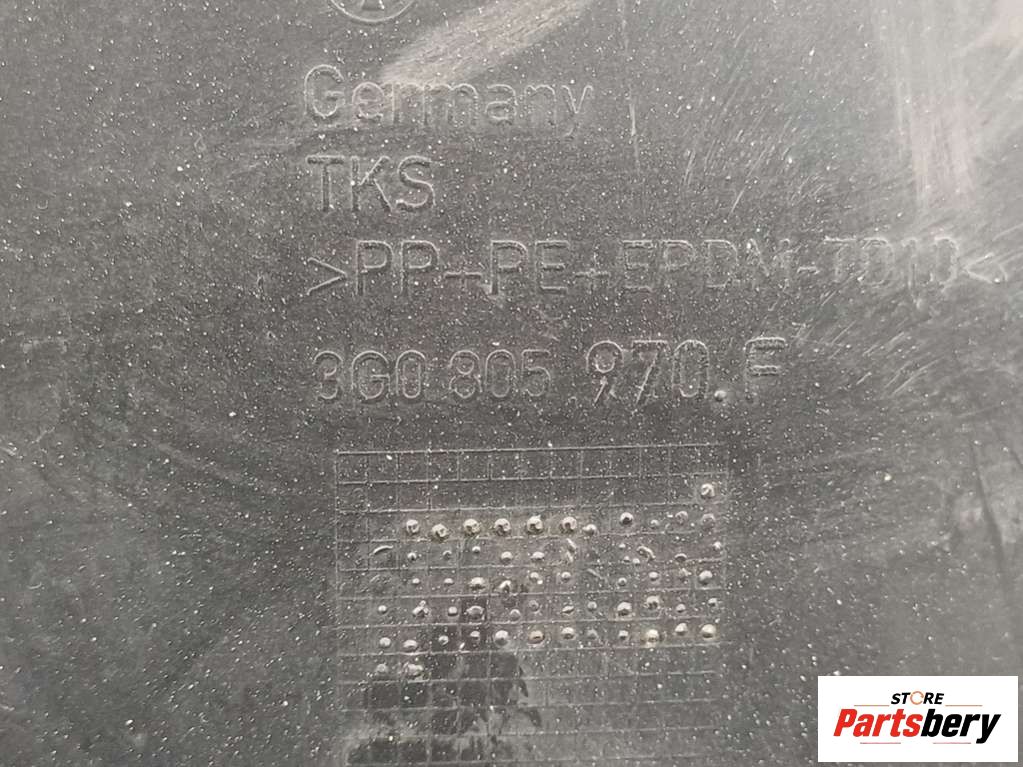 Germany
TKS
>PP+PE+EPDM-TD10<
3G0 805 970.F
STORE
Partsbery